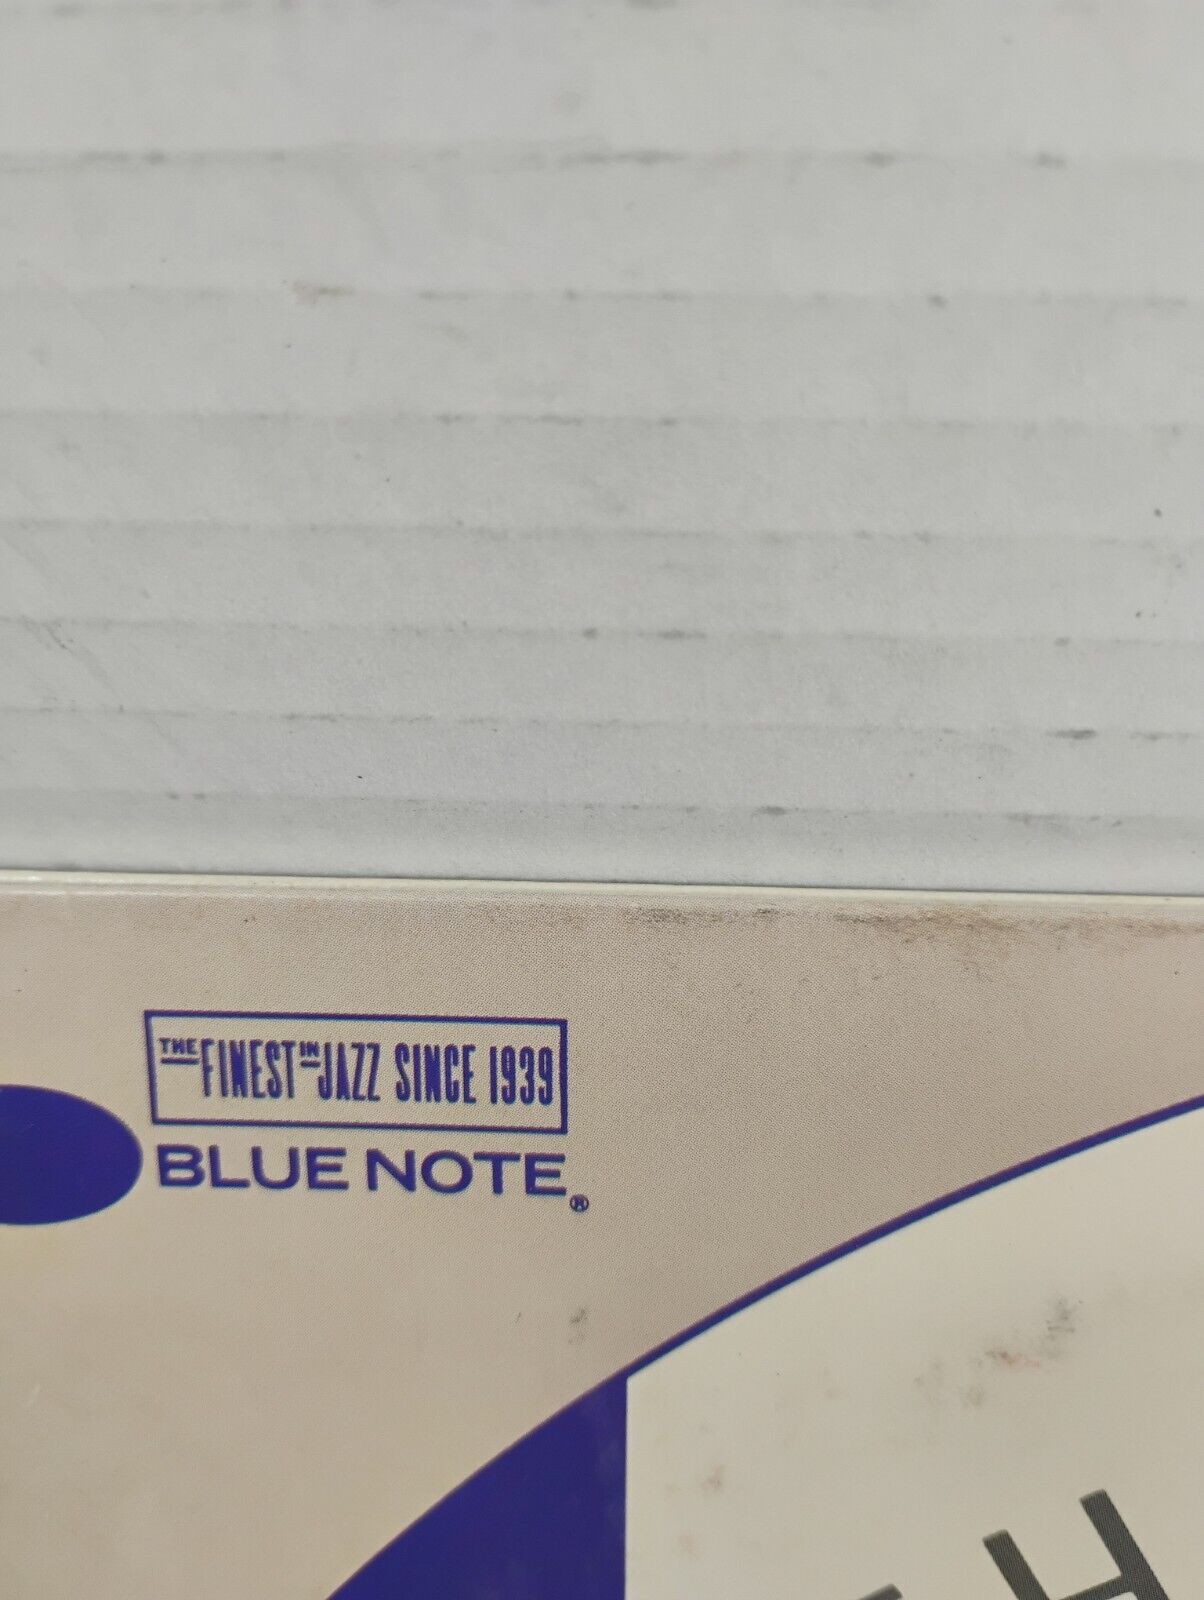 THE FINEST IN JAZZ SINCE 1939
BLUE NOTE®
H